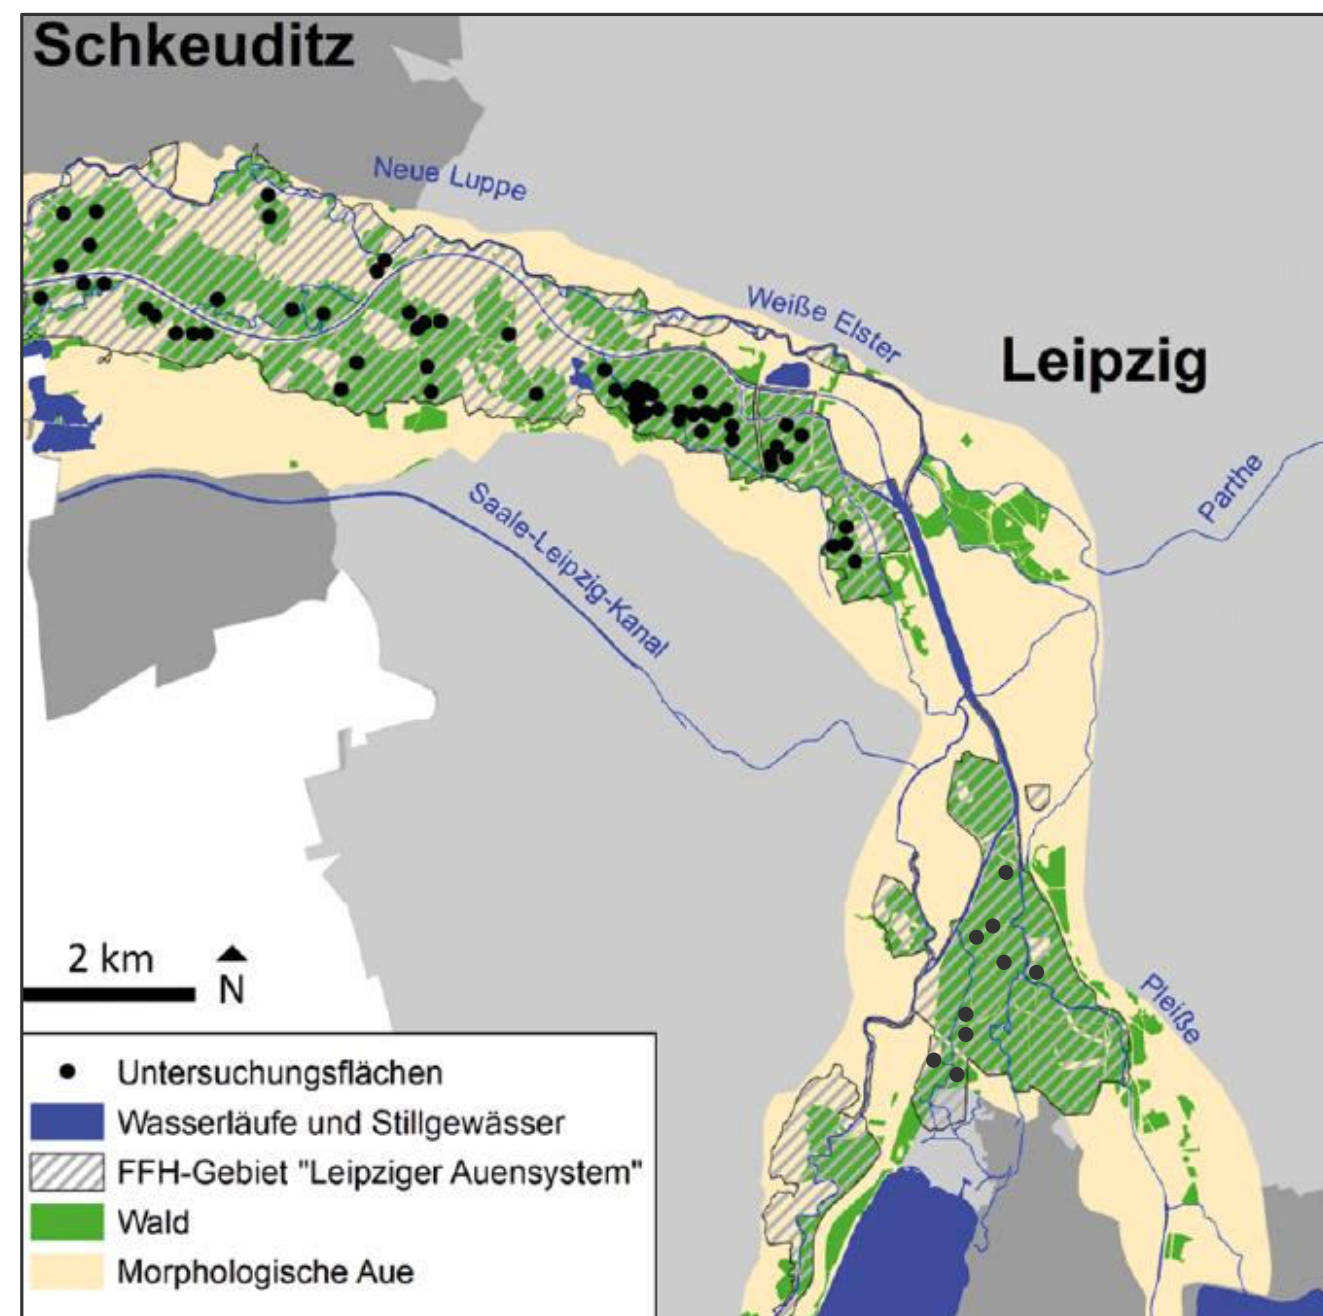 Schkeuditz
Neue Luppe
Weiße Elster
Leipzig
Parthe
Saale-Leipzig-Kanal
2 km
N
Pleiße
Untersuchungsflächen
Wasserläufe und Stillgewässer
FFH-Gebiet "Leipziger Auensystem"
Wald
Morphologische Aue